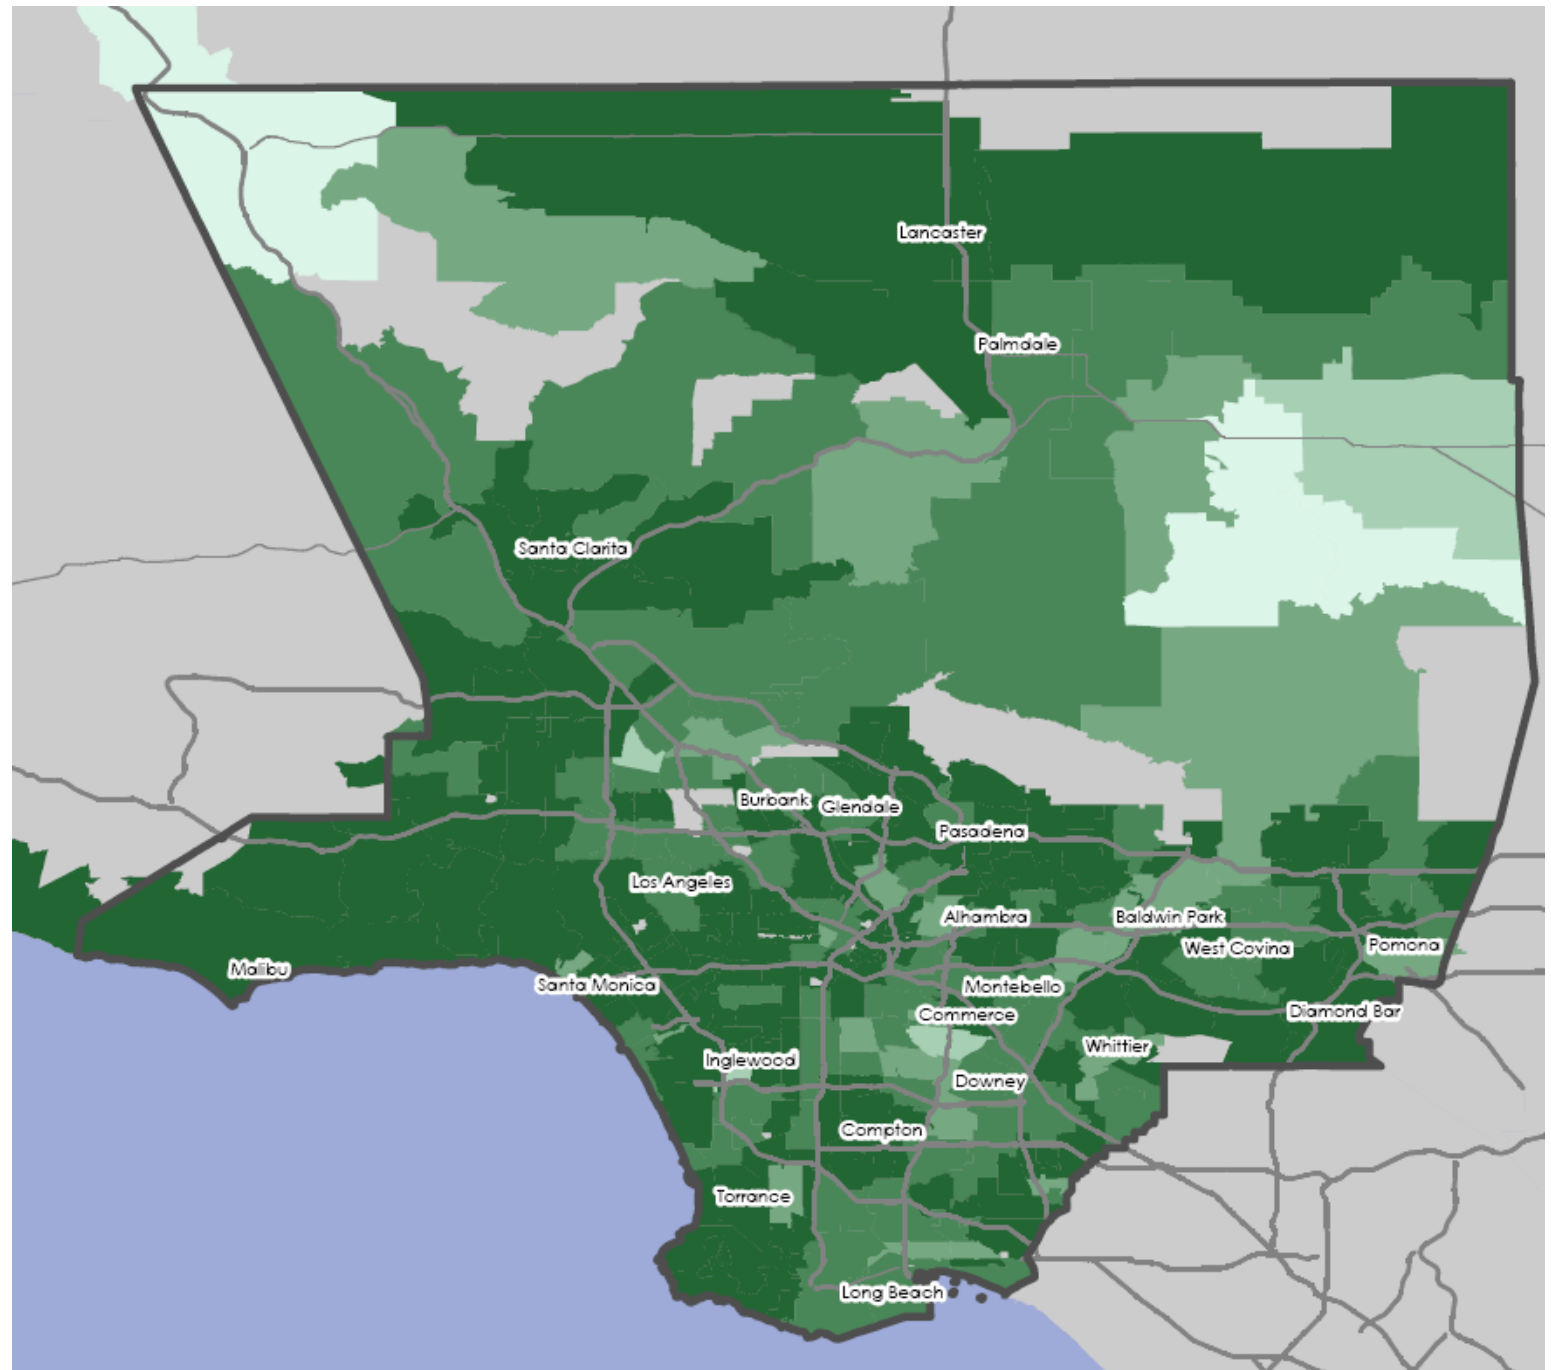 Lancaster
Palmdale
Santa Clarita
Burbank
Glendale
Pasadena
Los Angeles
Alhambra
Baldwin Park
West Covina
Pomona
Malibu
Santa Monica
Montebello
Commerce
Diamond Bar
Inglewood
Whittier
Downey
Compton
Torrance
Long Beach